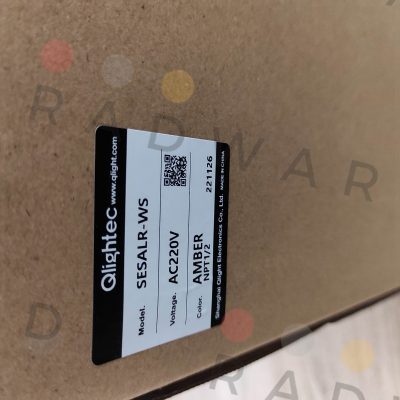 Qlightec www.qlight.com
Model. SESALR-WS
Voltage. AC220V
Color. AMBER
NPT1/2
221126
Shanghai Qlight Electronics Co., Ltd. MADE IN CHINA
RADWAR
RADWAR